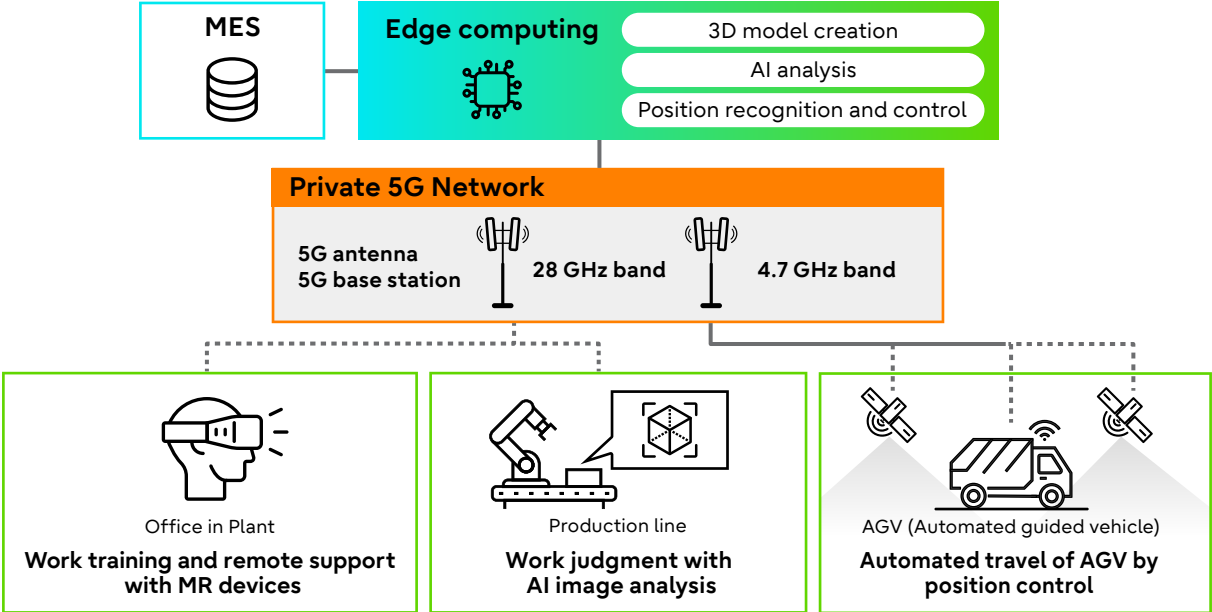 MES
Edge computing
3D model creation
AI analysis
Position recognition and control
Private 5G Network
5G antenna
5G base station
28 GHz band
4.7 GHz band
Office in Plant
Work training and remote support
with MR devices
Production line
Work judgment with
AI image analysis
AGV (Automated guided vehicle)
Automated travel of AGV by
position control